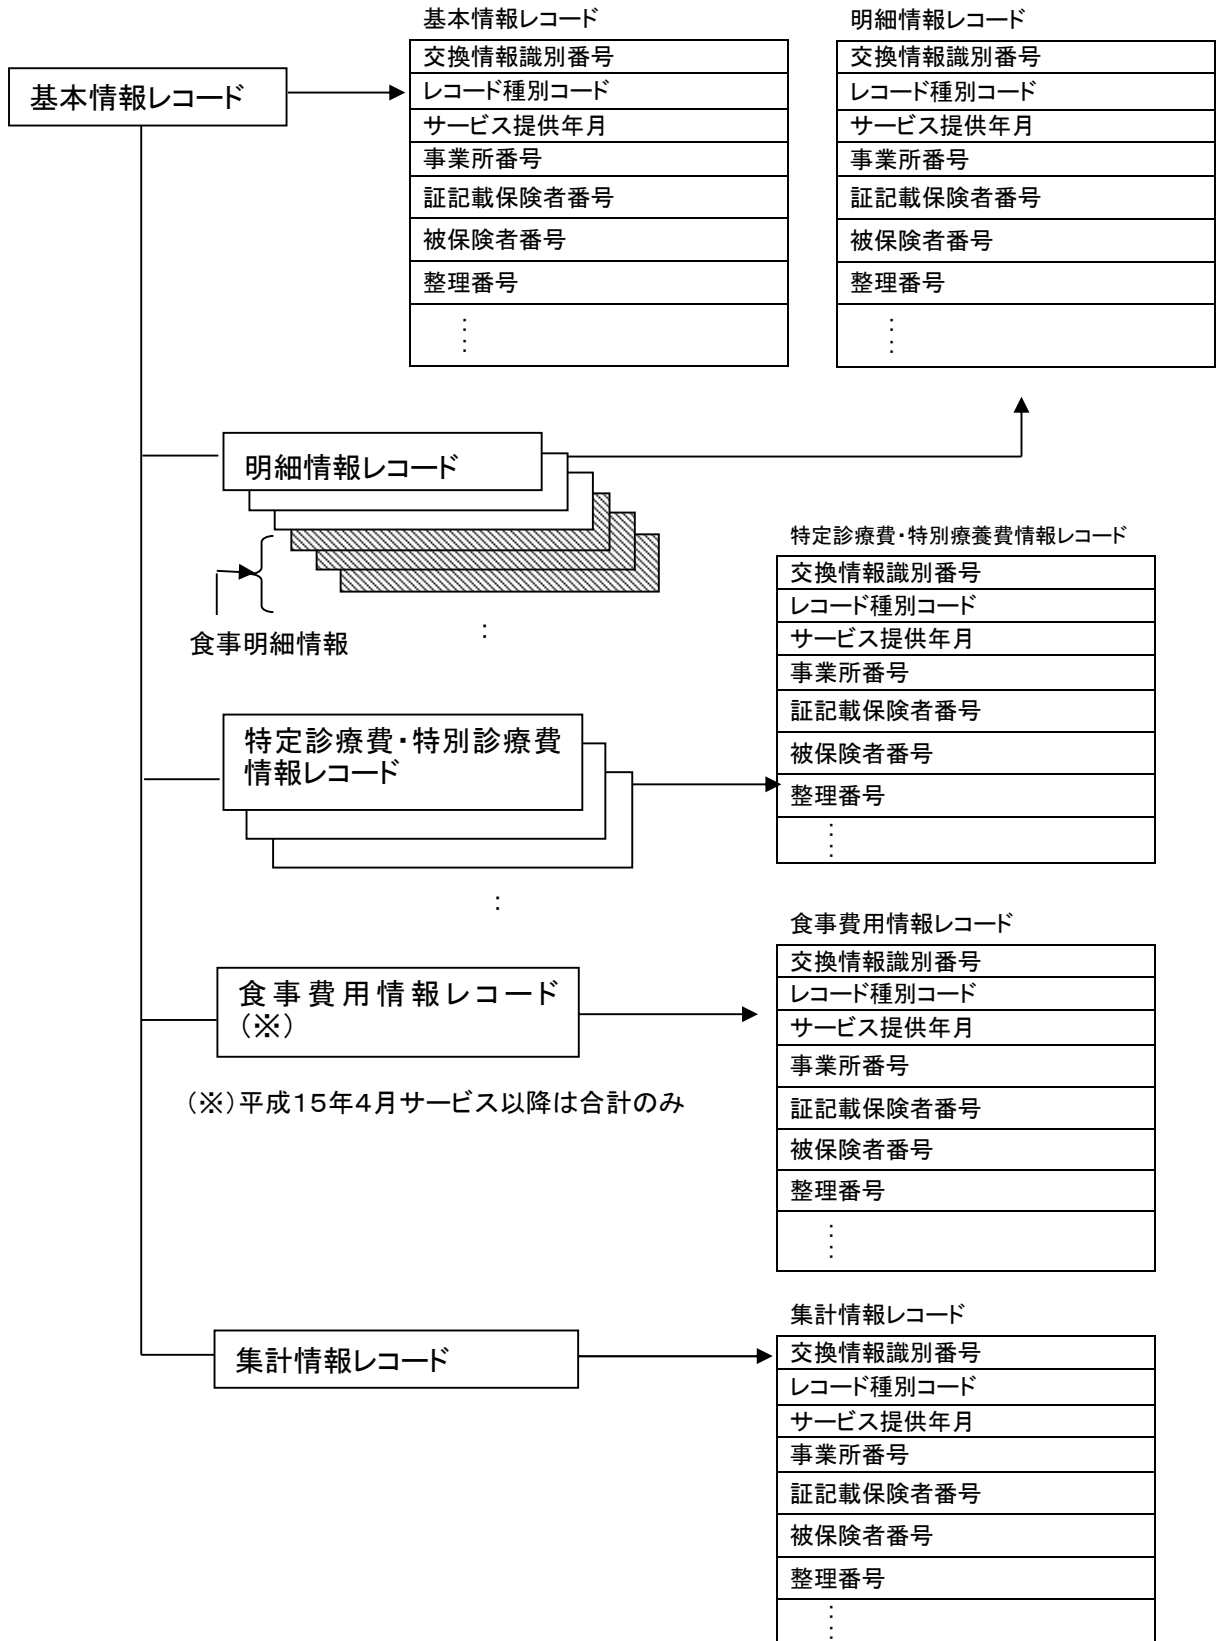 基本情報レコード
基本情報レコード
交換情報識別番号
レコード種別コード
サービス提供年月
事業所番号
証記載保険者番号
被保険者番号
整理番号
：
：
明細情報レコード
交換情報識別番号
レコード種別コード
サービス提供年月
事業所番号
証記載保険者番号
被保険者番号
整理番号
：
：
明細情報レコード
食事明細情報
：
特定診療費・特別療養費情報レコード
交換情報識別番号
レコード種別コード
サービス提供年月
事業所番号
証記載保険者番号
被保険者番号
整理番号
：
：
特定診療費・特別診療費
情報レコード
：
食事費用情報レコード
（※）
（※）平成１５年４月サービス以降は合計のみ
食事費用情報レコード
交換情報識別番号
レコード種別コード
サービス提供年月
事業所番号
証記載保険者番号
被保険者番号
整理番号
：
：
集計情報レコード
集計情報レコード
交換情報識別番号
レコード種別コード
サービス提供年月
事業所番号
証記載保険者番号
被保険者番号
整理番号
：
：